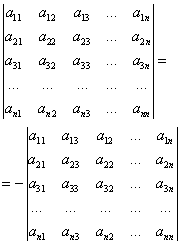 | a₁₁ a₁₂ a₁₃ ... a₁ₙ |
| a₂₁ a₂₂ a₂₃ ... a₂ₙ |
| a₃₁ a₃₂ a₃₃ ... a₃ₙ | =
| ... ... ... ... ... |
| aₙ₁ aₙ₂ aₙ₃ ... aₙₙ |
| a₁₁ a₁₃ a₁₂ ... a₁ₙ |
| a₂₁ a₂₃ a₂₂ ... a₂ₙ |
= − | a₃₁ a₃₃ a₃₂ ... a₃ₙ |
| ... ... ... ... ... |
| aₙ₁ aₙ₃ aₙ₂ ... aₙₙ |